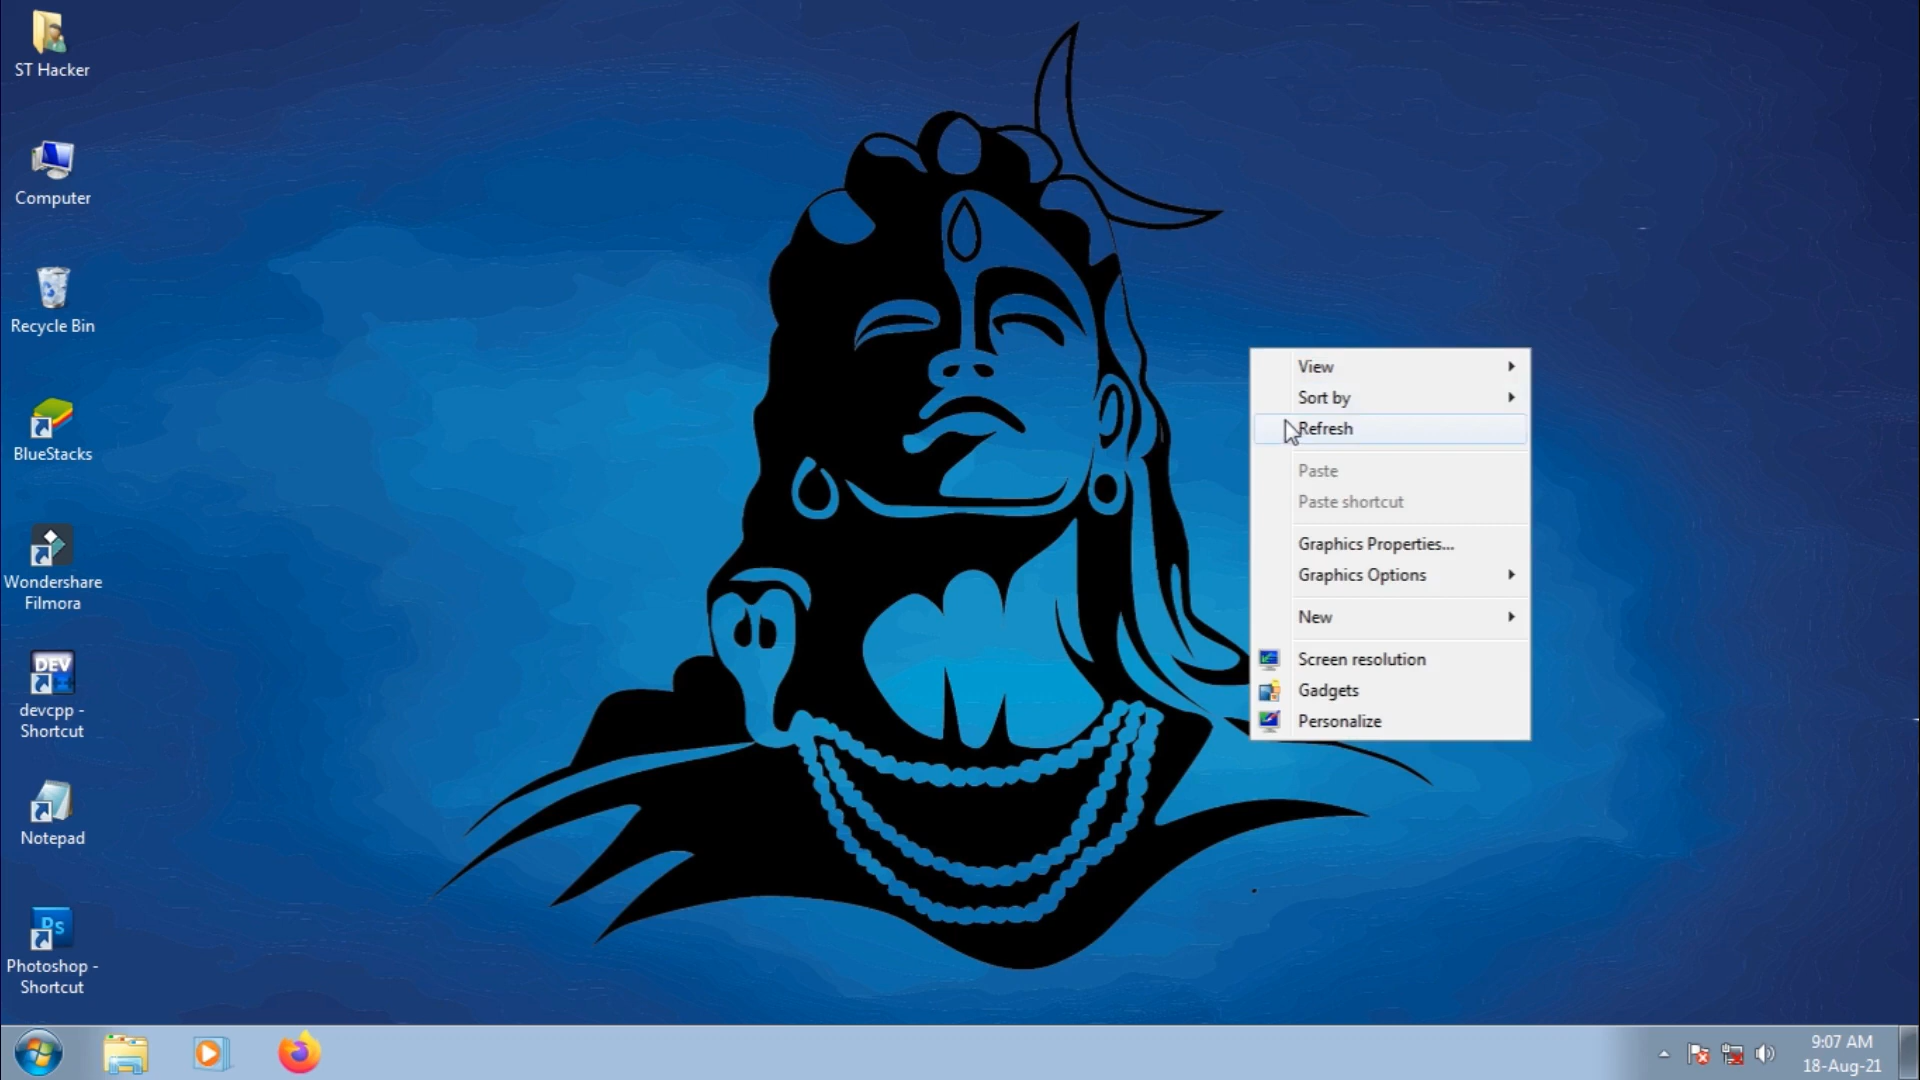 ST Hacker
Computer
Recycle Bin
BlueStacks
Wondershare
Filmora
DEV
devcpp -
Shortcut
Notepad
Ps
Photoshop -
Shortcut
View
Sort by
Refresh
Paste
Paste shortcut
Graphics Properties...
Graphics Options
New
Screen resolution
Gadgets
Personalize
9:07 AM
18-Aug-21